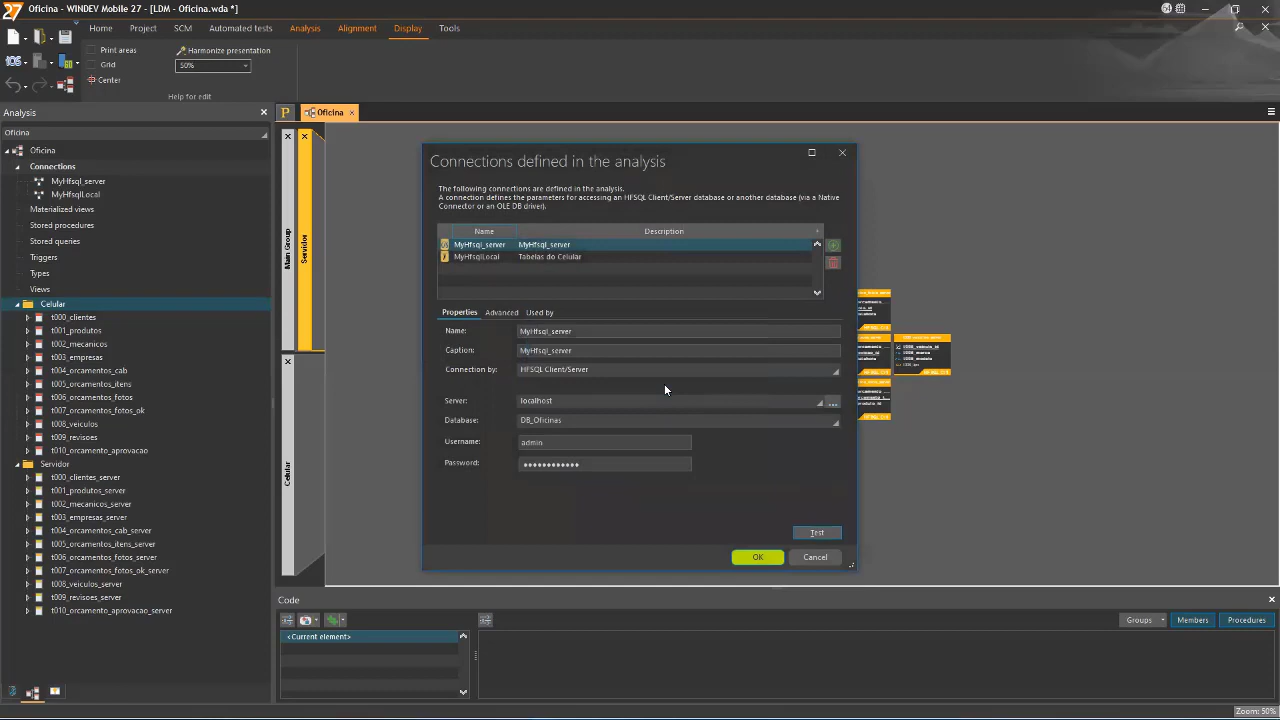 27 Oficina - WINDEV Mobile 27 - [LDM - Oficina.wda *]
Home Project SCM Automated tests Analysis Alignment Display Tools
Print areas
Grid
Center
Harmonize presentation
50%
Help for edit
Analysis
P Oficina
Oficina
Oficina
Connections
MyHfsql_server
MyHfsqlLocal
Materialized views
Stored procedures
Stored queries
Triggers
Types
Views
Celular
t000_clientes
t001_produtos
t002_mecanicos
t003_empresas
t004_orcamentos_cab
t005_orcamentos_itens
t006_orcamentos_fotos
t007_orcamentos_fotos_ok
t008_veiculos
t009_revisoes
t010_orcamento_aprovacao
Servidor
t000_clientes_server
t001_produtos_server
t002_mecanicos_server
t003_empresas_server
t004_orcamentos_cab_server
t005_orcamentos_itens_server
t006_orcamentos_fotos_server
t007_orcamentos_fotos_ok_server
t008_veiculos_server
t009_revisoes_server
t010_orcamento_aprovacao_server
Main Group
Servidor
Celular
Connections defined in the analysis
The following connections are defined in the analysis.
A connection defines the parameters for accessing an HFSQL Client/Server database or another database (via a Native
Connector or an OLE DB driver).
Name Description
MyHfsql_server MyHfsql_server
MyHfsqlLocal Tabelas do Celular
Properties Advanced Used by
Name: MyHfsql_server
Caption: MyHfsql_server
Connection by: HFSQL Client/Server
Server: localhost ...
Database: DB_Oficinas
Username: admin
Password: ••••••••••••
Test
OK Cancel
Code
<Current element>
Groups Members Procedures
Zoom: 50%